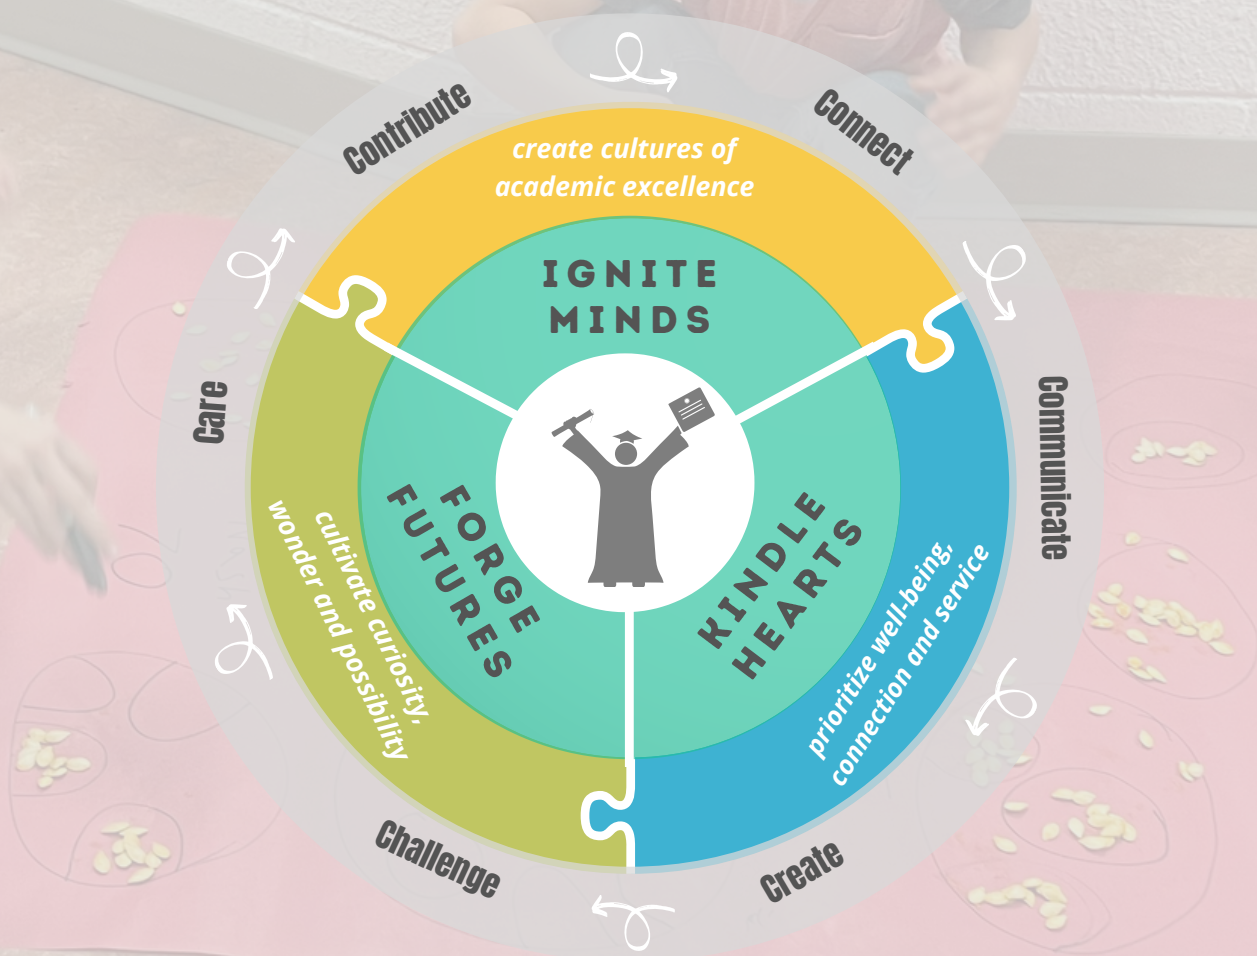 Contribute
Connect
Communicate
Create
Challenge
Care
create cultures of
academic excellence
IGNITE
MINDS
KINDLE
HEARTS
prioritize well-being,
connection and service
FORGE
FUTURES
cultivate curiosity,
wonder and possibility